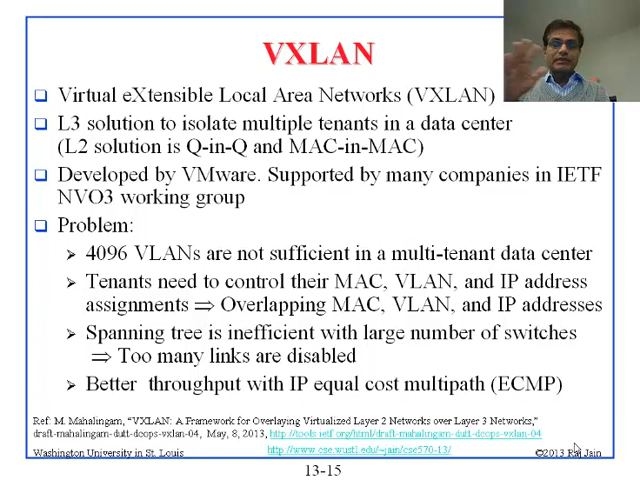 VXLAN
Virtual eXtensible Local Area Networks (VXLAN)
L3 solution to isolate multiple tenants in a data center
(L2 solution is Q-in-Q and MAC-in-MAC)
Developed by VMware. Supported by many companies in IETF
NVO3 working group
Problem:
4096 VLANs are not sufficient in a multi-tenant data center
Tenants need to control their MAC, VLAN, and IP address
assignments ⇒ Overlapping MAC, VLAN, and IP addresses
Spanning tree is inefficient with large number of switches
⇒ Too many links are disabled
Better throughput with IP equal cost multipath (ECMP)
Ref: M. Mahalingam, "VXLAN: A Framework for Overlaying Virtualized Layer 2 Networks over Layer 3 Networks,"
draft-mahalingam-dutt-dcops-vxlan-04, May, 8, 2013, http://tools.ietf.org/html/draft-mahalingam-dutt-dcops-vxlan-04
Washington University in St. Louis http://www.cse.wustl.edu/~jain/cse570-13/ ©2013 Raj Jain
13-15